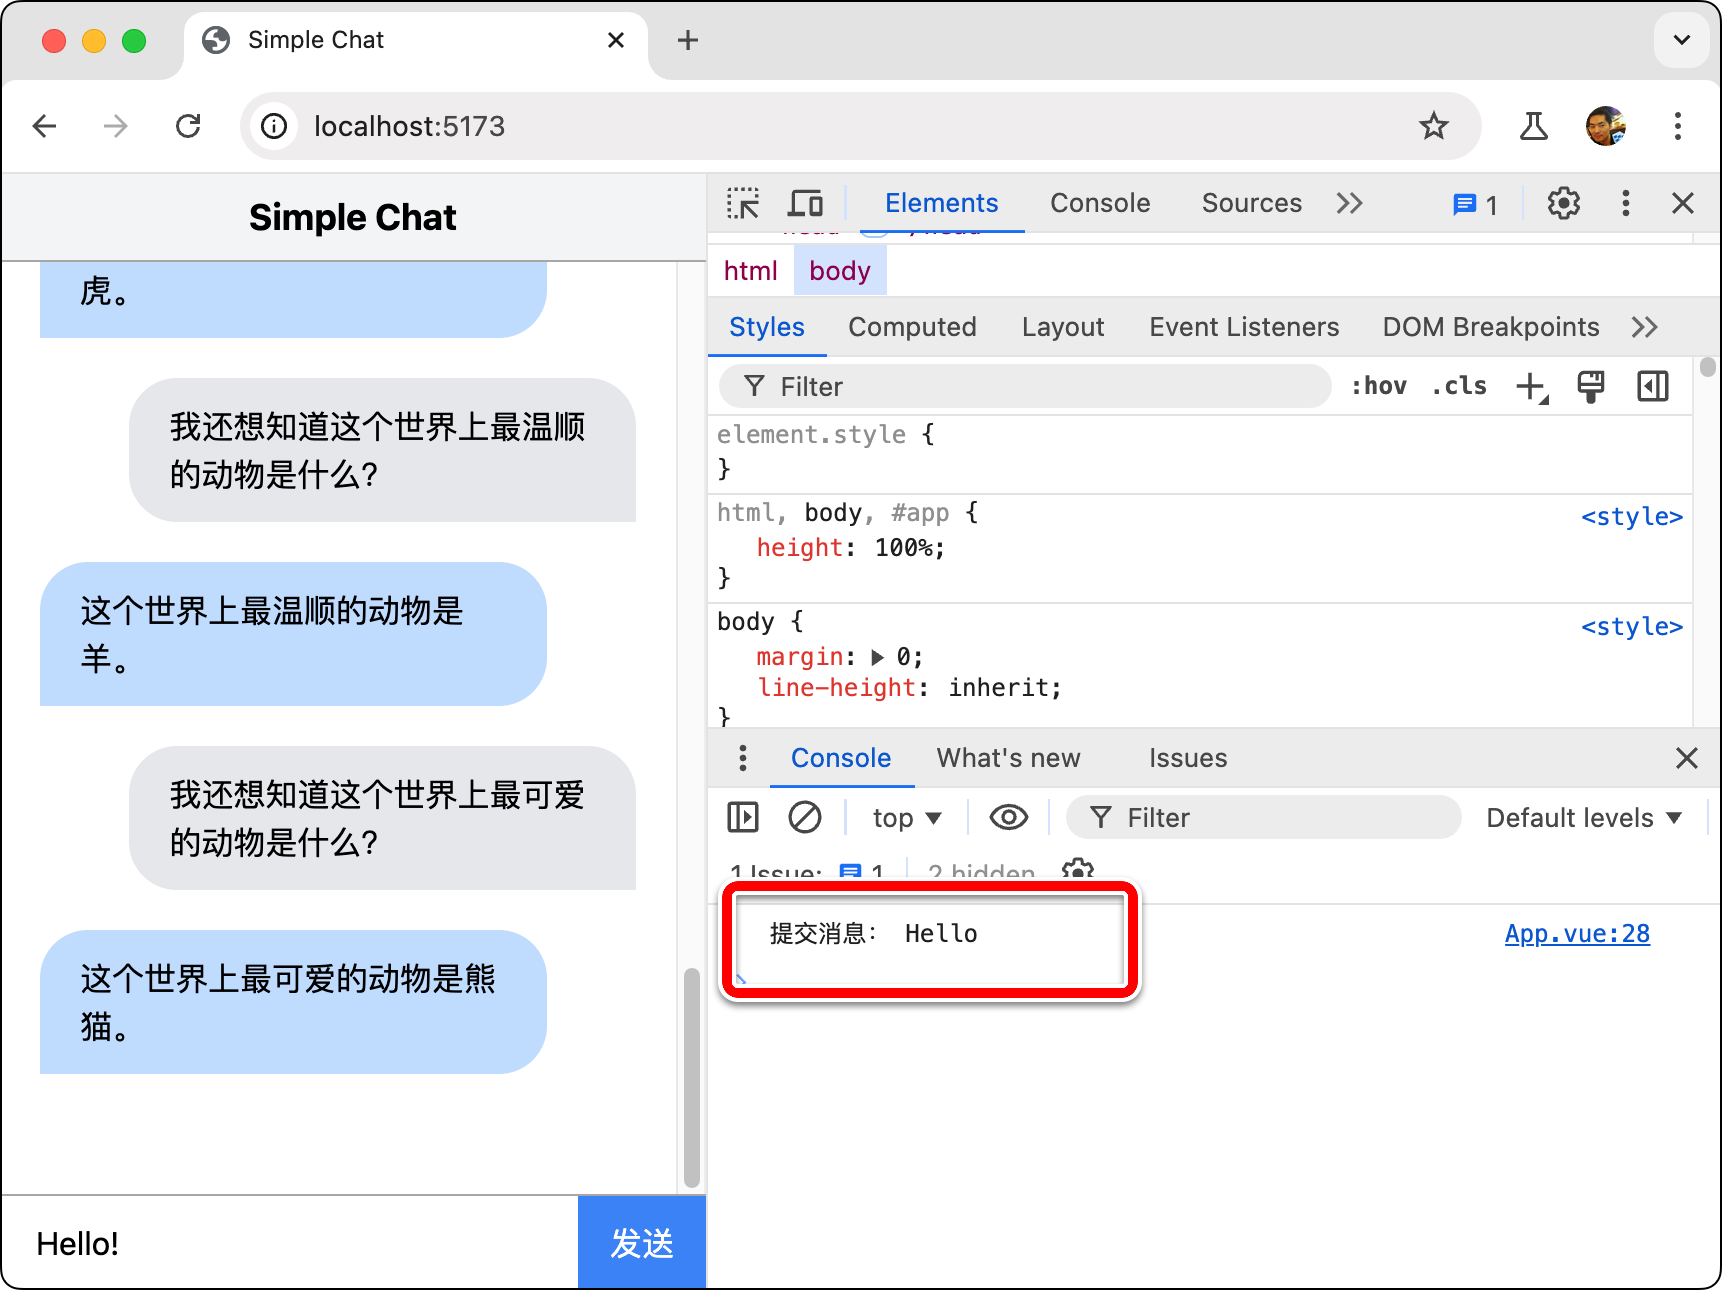 Simple Chat
localhost:5173
Simple Chat
虎。
我还想知道这个世界上最温顺
的动物是什么?
这个世界上最温顺的动物是
羊。
我还想知道这个世界上最可爱
的动物是什么?
这个世界上最可爱的动物是熊
猫。
Hello!
发送
Elements Console Sources 1
html body
Styles Computed Layout Event Listeners DOM Breakpoints
Filter :hov .cls
element.style {
}
html, body, #app { <style>
height: 100%;
}
body { <style>
margin: 0;
line-height: inherit;
}
Console What's new Issues
top Filter Default levels
1 Issue: 1 2 hidden
提交消息: Hello App.vue:28